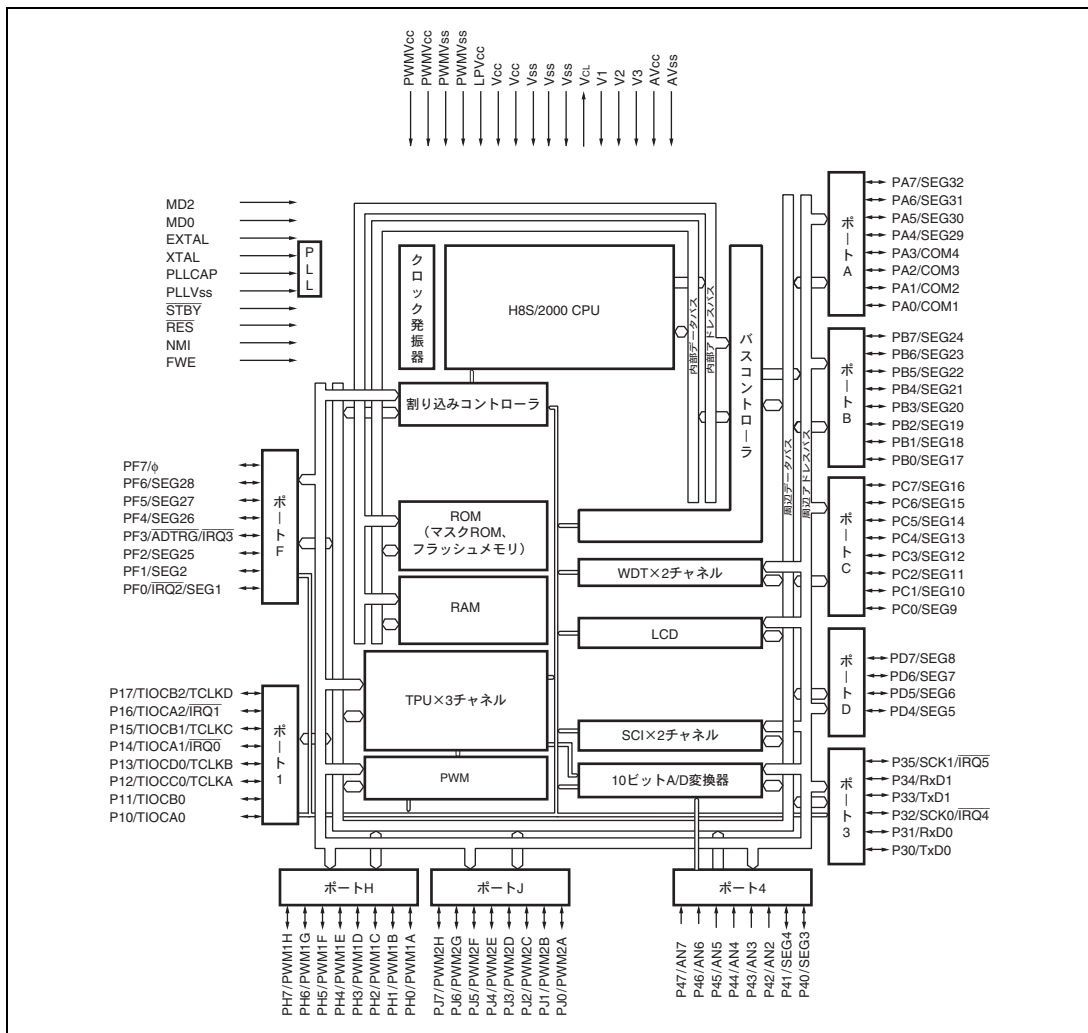 PWMVcc
PWMVcc
PWMVss
PWMVss
LPVcc
Vcc
Vcc
Vss
Vss
Vss
VCL
V1
V2
V3
AVcc
AVss
MD2
MD0
EXTAL
XTAL
PLLCAP
PLLVss
STBY
RES
NMI
FWE
PLL
クロック発振器
H8S/2000 CPU
内部データバス
内部アドレスバス
バスコントローラ
周辺データバス
周辺アドレスバス
割り込みコントローラ
ROM
(マスクROM、
フラッシュメモリ)
RAM
TPU×3チャネル
PWM
WDT×2チャネル
LCD
SCI×2チャネル
10ビットA/D変換器
ポートA
PA7/SEG32
PA6/SEG31
PA5/SEG30
PA4/SEG29
PA3/COM4
PA2/COM3
PA1/COM2
PA0/COM1
ポートB
PB7/SEG24
PB6/SEG23
PB5/SEG22
PB4/SEG21
PB3/SEG20
PB2/SEG19
PB1/SEG18
PB0/SEG17
ポートC
PC7/SEG16
PC6/SEG15
PC5/SEG14
PC4/SEG13
PC3/SEG12
PC2/SEG11
PC1/SEG10
PC0/SEG9
ポートD
PD7/SEG8
PD6/SEG7
PD5/SEG6
PD4/SEG5
ポート3
P35/SCK1/IRQ5
P34/RxD1
P33/TxD1
P32/SCK0/IRQ4
P31/RxD0
P30/TxD0
PF7/φ
PF6/SEG28
PF5/SEG27
PF4/SEG26
PF3/ADTRG/IRQ3
PF2/SEG25
PF1/SEG2
PF0/IRQ2/SEG1
ポートF
P17/TIOCB2/TCLKD
P16/TIOCA2/IRQ1
P15/TIOCB1/TCLKC
P14/TIOCA1/IRQ0
P13/TIOCD0/TCLKB
P12/TIOCC0/TCLKA
P11/TIOCB0
P10/TIOCA0
ポート1
ポートH
PH7/PWM1H
PH6/PWM1G
PH5/PWM1F
PH4/PWM1E
PH3/PWM1D
PH2/PWM1C
PH1/PWM1B
PH0/PWM1A
ポートJ
PJ7/PWM2H
PJ6/PWM2G
PJ5/PWM2F
PJ4/PWM2E
PJ3/PWM2D
PJ2/PWM2C
PJ1/PWM2B
PJ0/PWM2A
ポート4
P47/AN7
P46/AN6
P45/AN5
P44/AN4
P43/AN3
P42/AN2
P41/SEG4
P40/SEG3